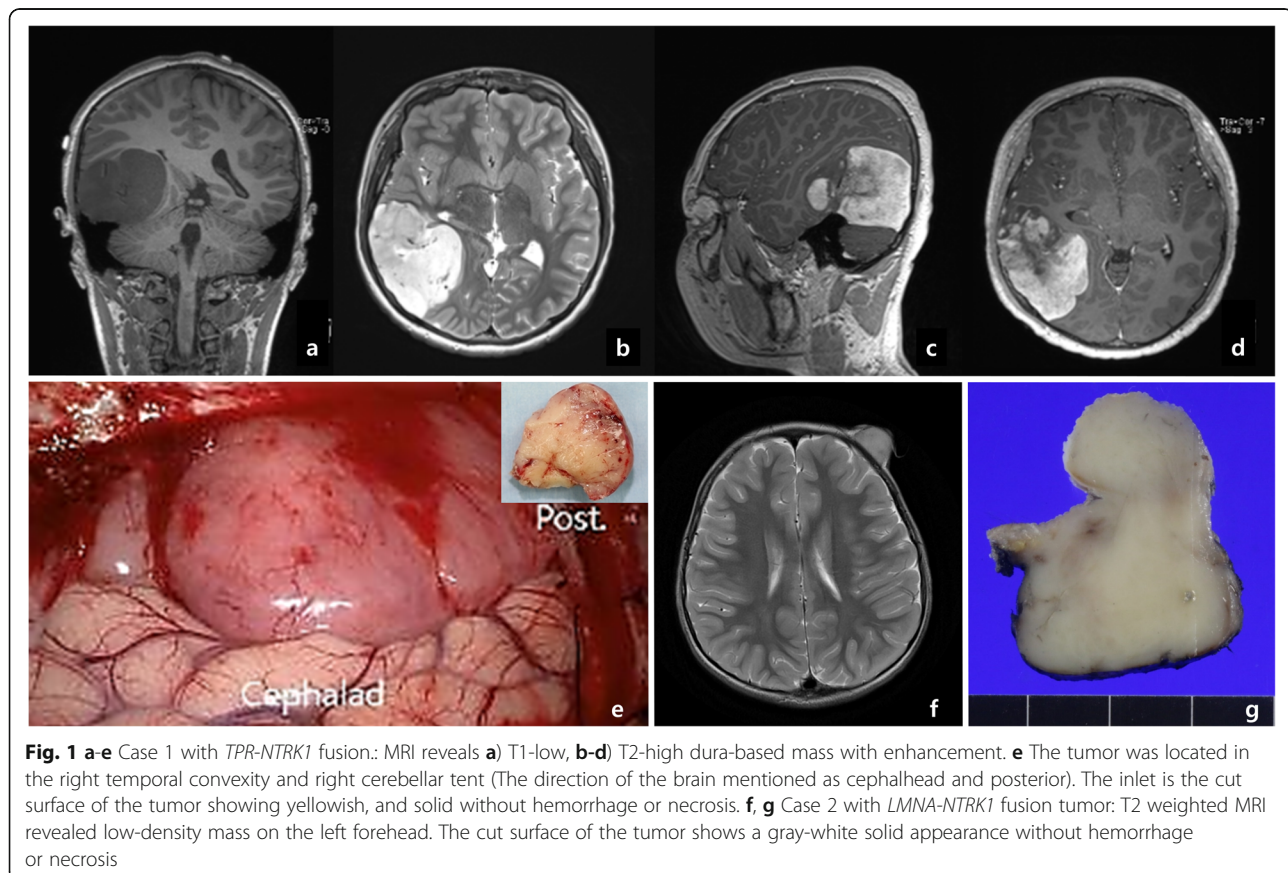 Cor>Tra
>Sag -3
Tra>Cor -7
>Sag 3
a
b
c
d
Post.
Cephalad
e
f
g
Fig. 1 a-e Case 1 with TPR-NTRK1 fusion.: MRI reveals a) T1-low, b-d) T2-high dura-based mass with enhancement. e The tumor was located in
the right temporal convexity and right cerebellar tent (The direction of the brain mentioned as cephalhead and posterior). The inlet is the cut
surface of the tumor showing yellowish, and solid without hemorrhage or necrosis. f, g Case 2 with LMNA-NTRK1 fusion tumor: T2 weighted MRI
revealed low-density mass on the left forehead. The cut surface of the tumor shows a gray-white solid appearance without hemorrhage
or necrosis